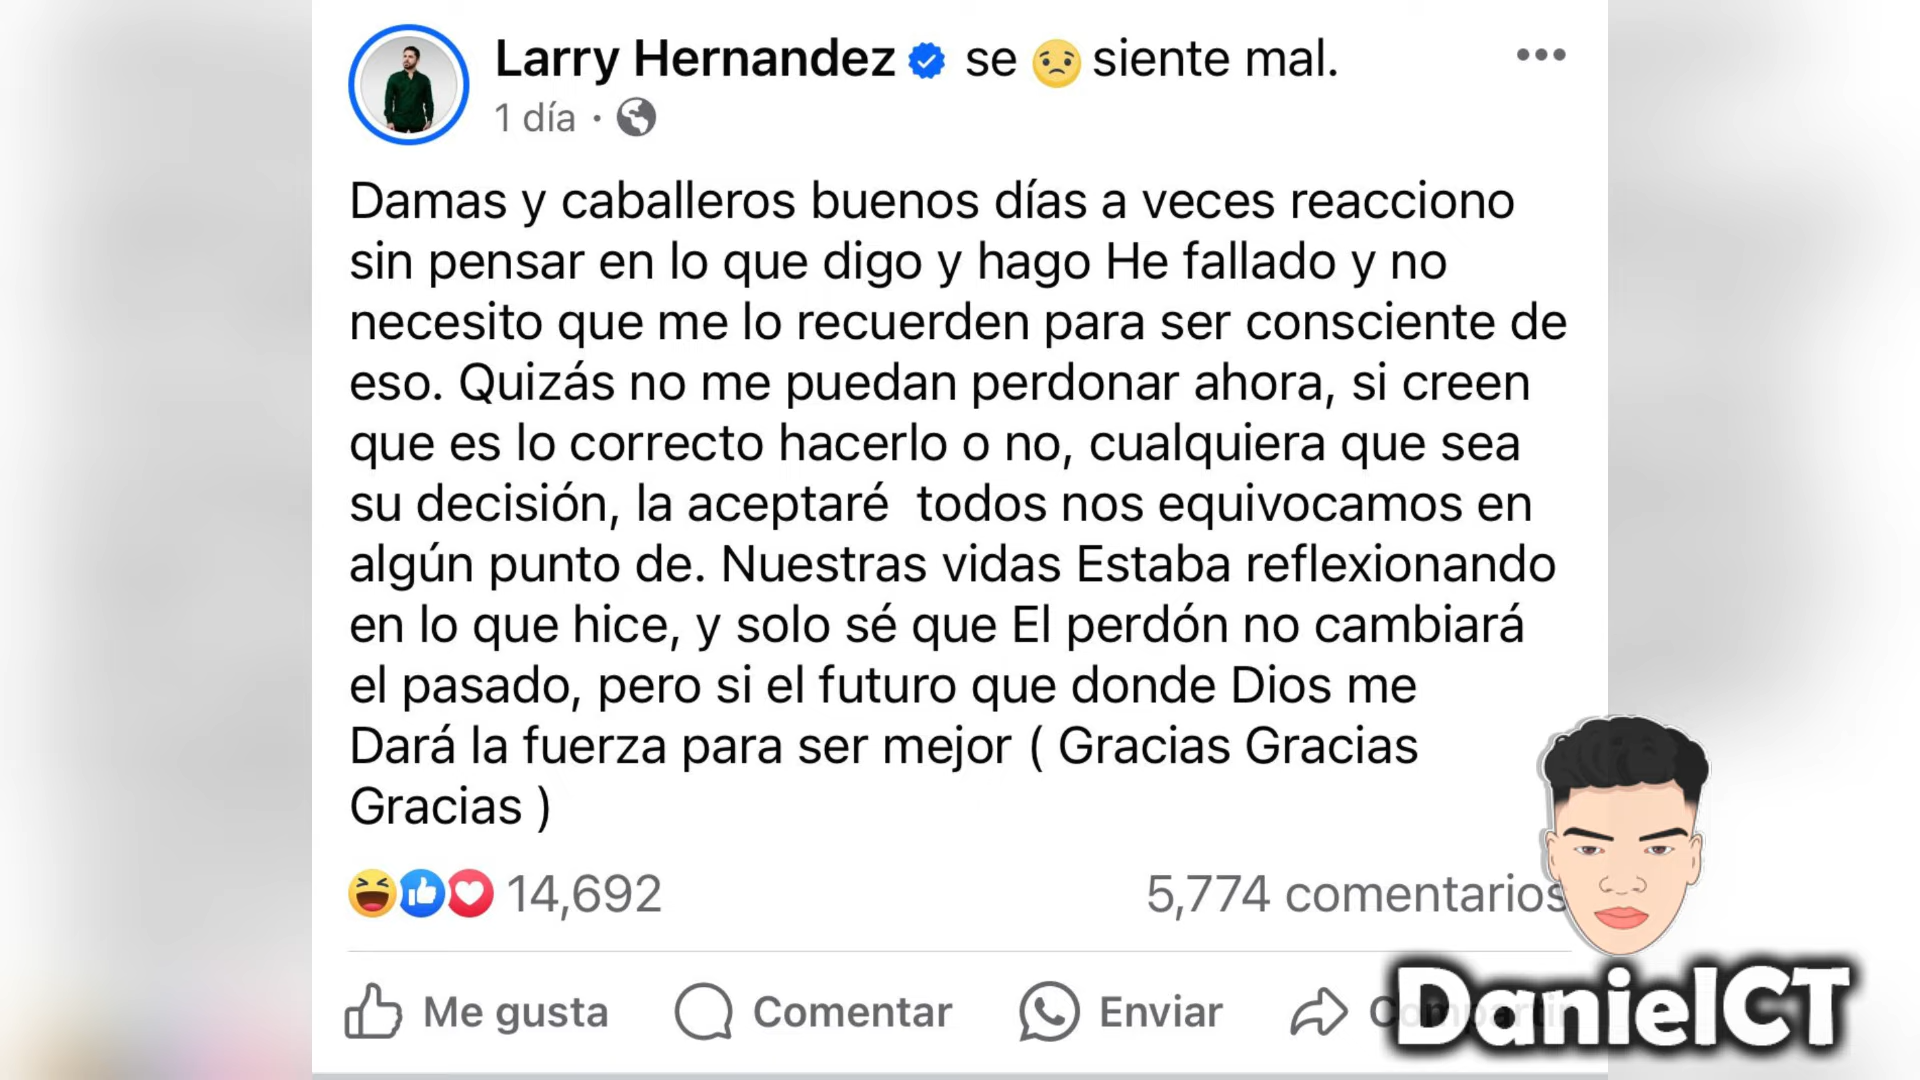 Larry Hernandez se siente mal.
1 día ·
Damas y caballeros buenos días a veces reacciono
sin pensar en lo que digo y hago He fallado y no
necesito que me lo recuerden para ser consciente de
eso. Quizás no me puedan perdonar ahora, si creen
que es lo correcto hacerlo o no, cualquiera que sea
su decisión, la aceptaré  todos nos equivocamos en
algún punto de. Nuestras vidas Estaba reflexionando
en lo que hice, y solo sé que El perdón no cambiará
el pasado, pero si el futuro que donde Dios me
Dará la fuerza para ser mejor ( Gracias Gracias
Gracias )
14,692 5,774 comentarios
Me gusta Comentar Enviar Compartir
DanielCT